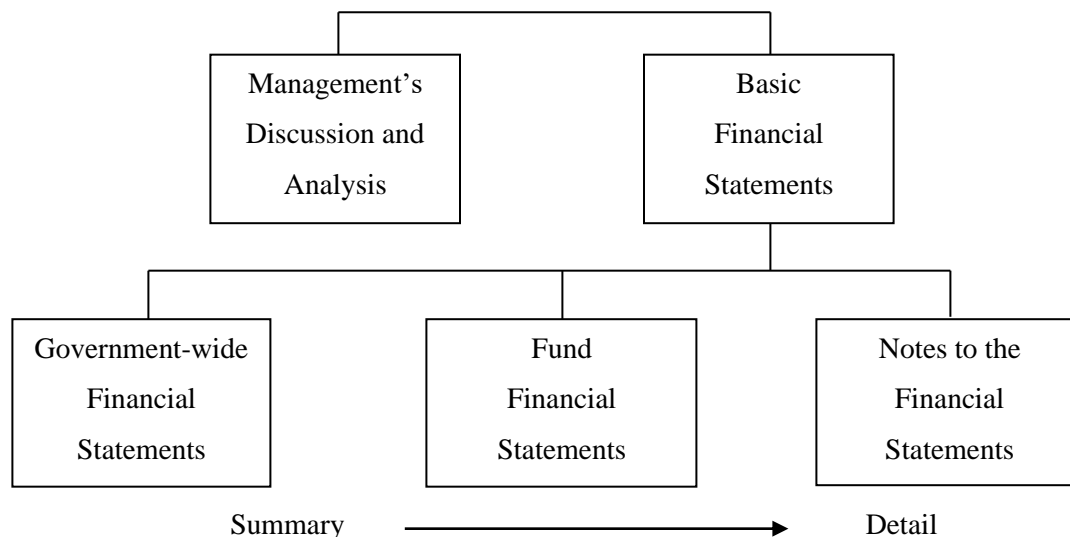 Management’s
Discussion and
Analysis
Basic
Financial
Statements
Government-wide
Financial
Statements
Fund
Financial
Statements
Notes to the
Financial
Statements
Summary
Detail